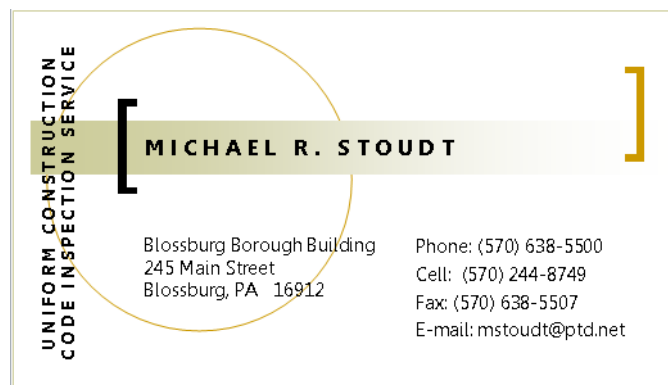 UNIFORM CONSTRUCTION
CODE INSPECTION SERVICE
MICHAEL R. STOUDT
Blossburg Borough Building
245 Main Street
Blossburg, PA 16912
Phone: (570) 638-5500
Cell: (570) 244-8749
Fax: (570) 638-5507
E-mail: mstoudt@ptd.net